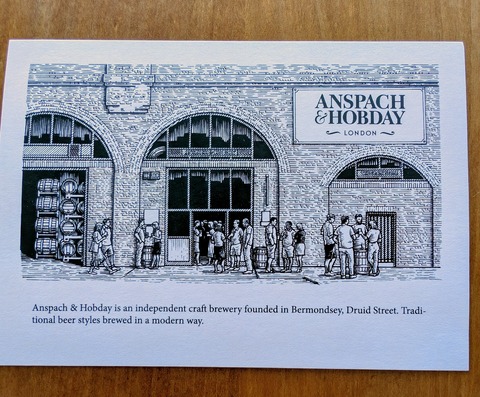 ANSPACH
& HOBDAY
LONDON
Anspach & Hobday is an independent craft brewery founded in Bermondsey, Druid Street. Tradi-
tional beer styles brewed in a modern way.